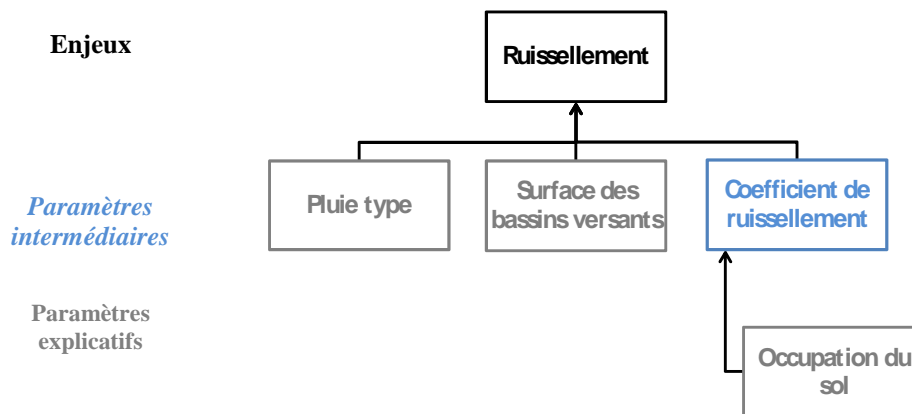 Enjeux
Ruissellement
Pluie type
Surface des
bassins versants
Coefficient de
ruissellement
Paramètres
intermédiaires
Paramètres
explicatifs
Occupation du
sol